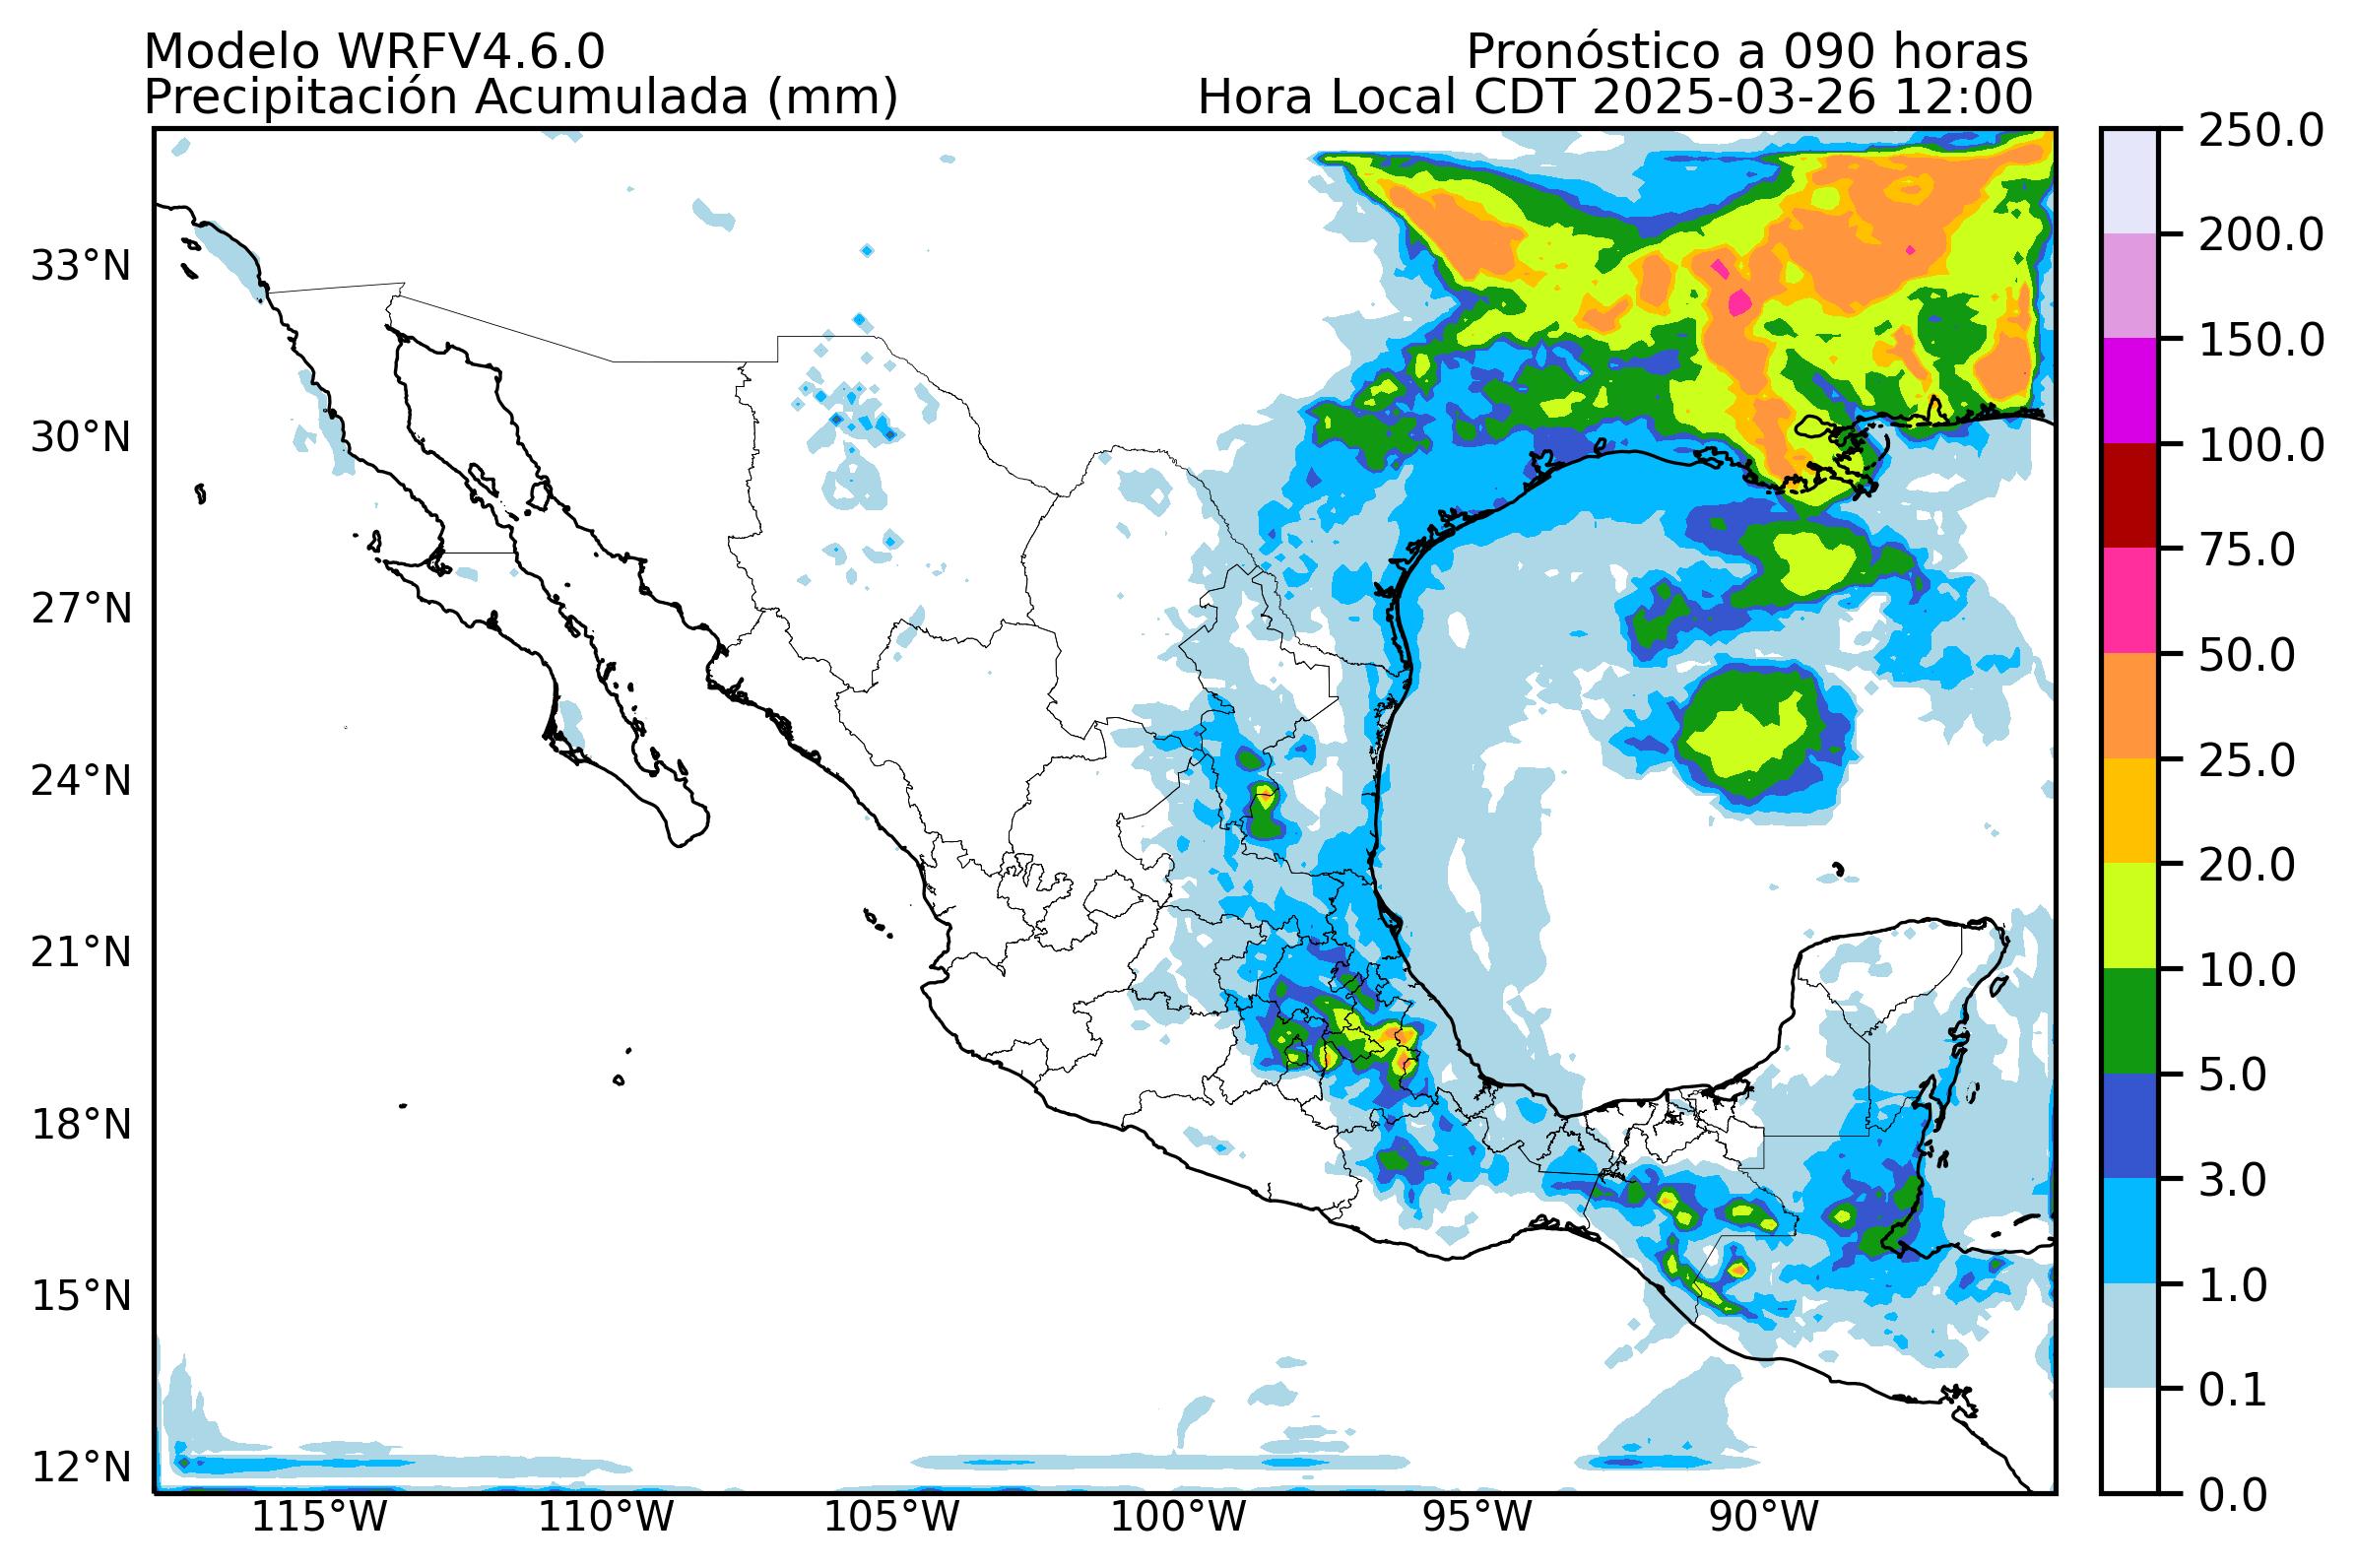 Modelo WRFV4.6.0
Pronóstico a 090 horas
Precipitación Acumulada (mm)
Hora Local CDT 2025-03-26 12:00
33°N
30°N
27°N
24°N
21°N
18°N
15°N
12°N
115°W
110°W
105°W
100°W
95°W
90°W
250.0
200.0
150.0
100.0
75.0
50.0
25.0
20.0
10.0
5.0
3.0
1.0
0.1
0.0